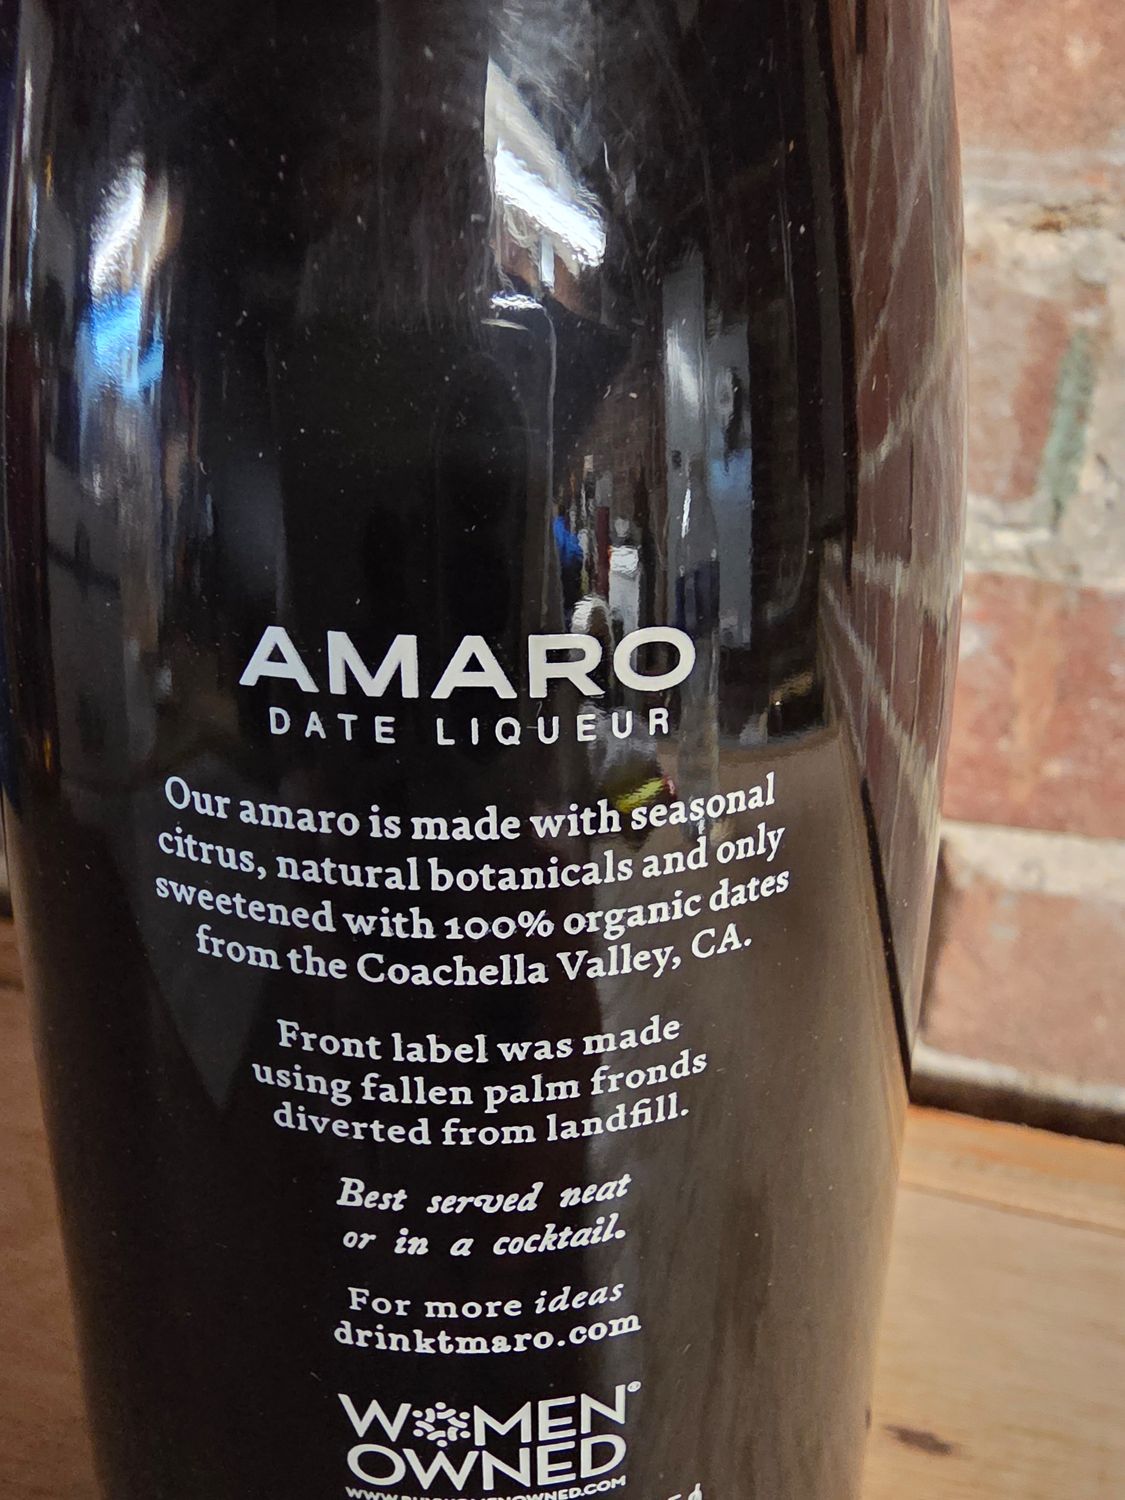 AMARO
DATE LIQUEUR
Our amaro is made with seasonal
citrus, natural botanicals and only
sweetened with 100% organic dates
from the Coachella Valley, CA.
Front label was made
using fallen palm fronds
diverted from landfill.
Best served neat
or in a cocktail.
For more ideas
drinktmaro.com
WOMEN®
OWNED
5¢